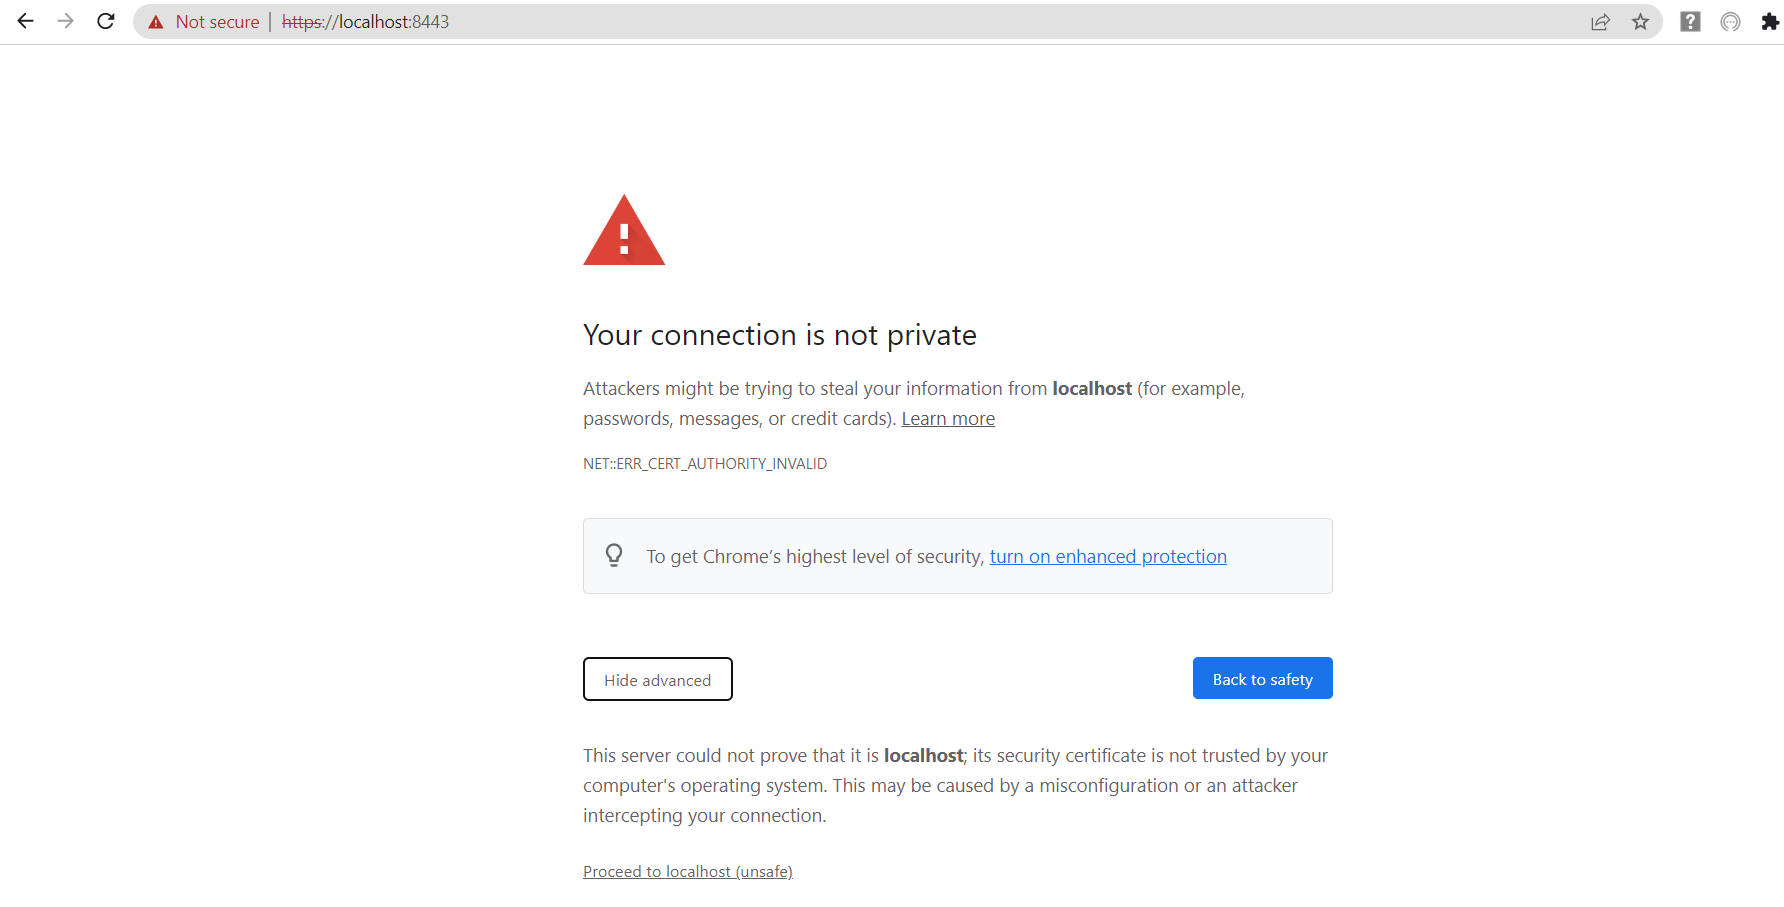 Not secure | https://localhost:8443
Your connection is not private
Attackers might be trying to steal your information from localhost (for example,
passwords, messages, or credit cards). Learn more
NET::ERR_CERT_AUTHORITY_INVALID
To get Chrome's highest level of security, turn on enhanced protection
Hide advanced
Back to safety
This server could not prove that it is localhost; its security certificate is not trusted by your
computer's operating system. This may be caused by a misconfiguration or an attacker
intercepting your connection.
Proceed to localhost (unsafe)